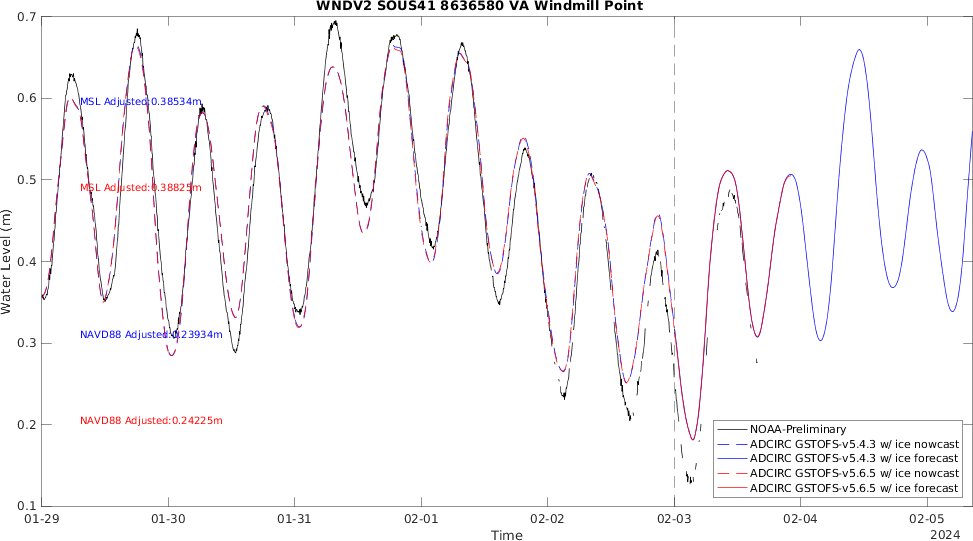 WNDV2 SOUS41 8636580 VA Windmill Point
Water Level (m)
0.7
0.6
0.5
0.4
0.3
0.2
0.1
MSL Adjusted:0.38534m
MSL Adjusted:0.38825m
NAVD88 Adjusted:0.23934m
NAVD88 Adjusted:0.24225m
NOAA-Preliminary
ADCIRC GSTOFS-v5.4.3 w/ ice nowcast
ADCIRC GSTOFS-v5.4.3 w/ ice forecast
ADCIRC GSTOFS-v5.6.5 w/ ice nowcast
ADCIRC GSTOFS-v5.6.5 w/ ice forecast
01-29 01-30 01-31 02-01 02-02 02-03 02-04 02-05
Time
2024